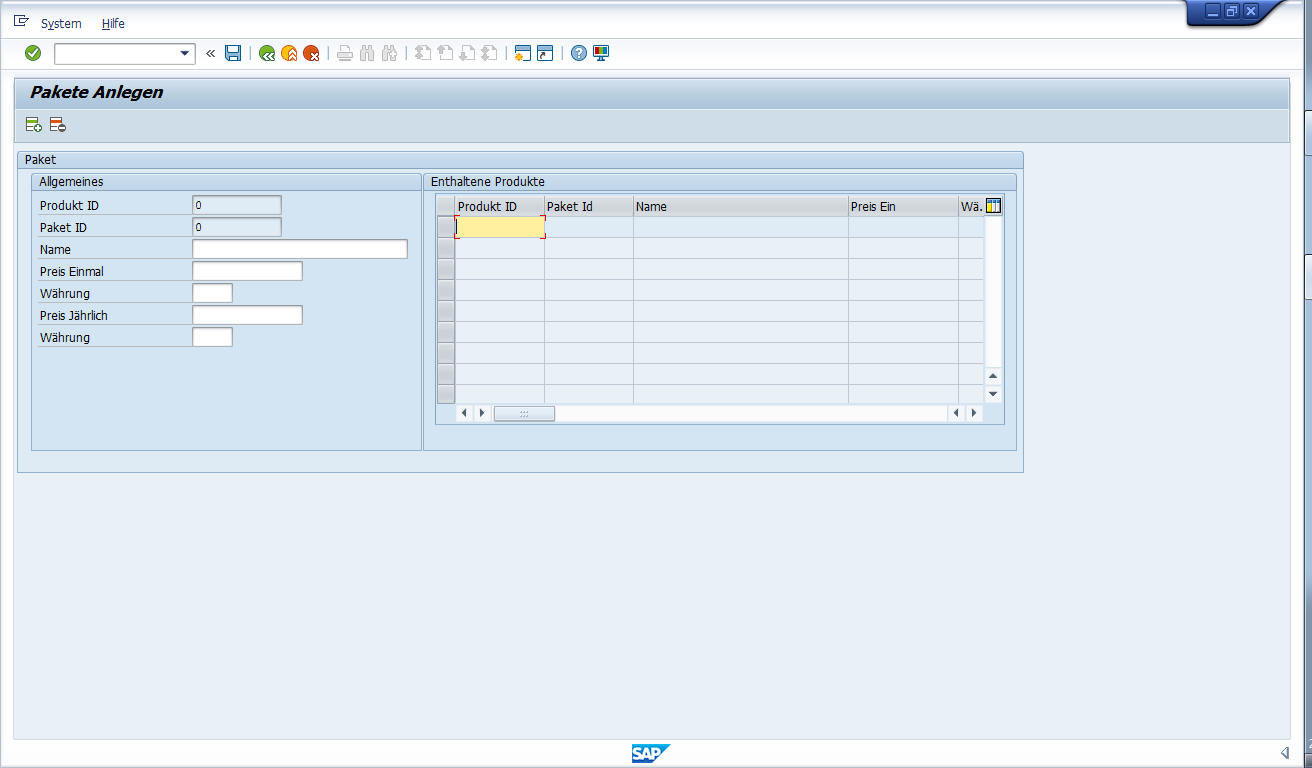 System Hilfe
Pakete Anlegen
Paket
Allgemeines
Produkt ID 0
Paket ID 0
Name
Preis Einmal
Währung
Preis Jährlich
Währung
Enthaltene Produkte
Produkt ID Paket Id Name Preis Ein Wä.
SAP